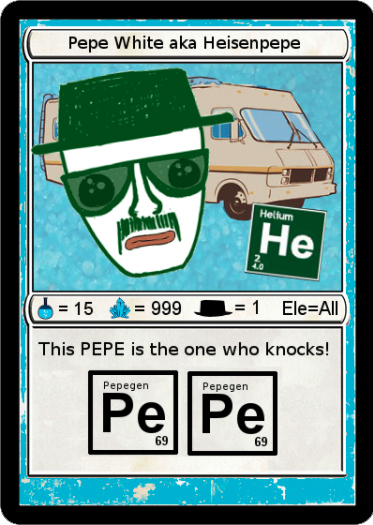 Pepe White aka Heisenpepe
Helium
He
2
4.0
= 15 = 999 = 1 Ele=All
This PEPE is the one who knocks!
Pepegen Pepegen
Pe Pe
69 69